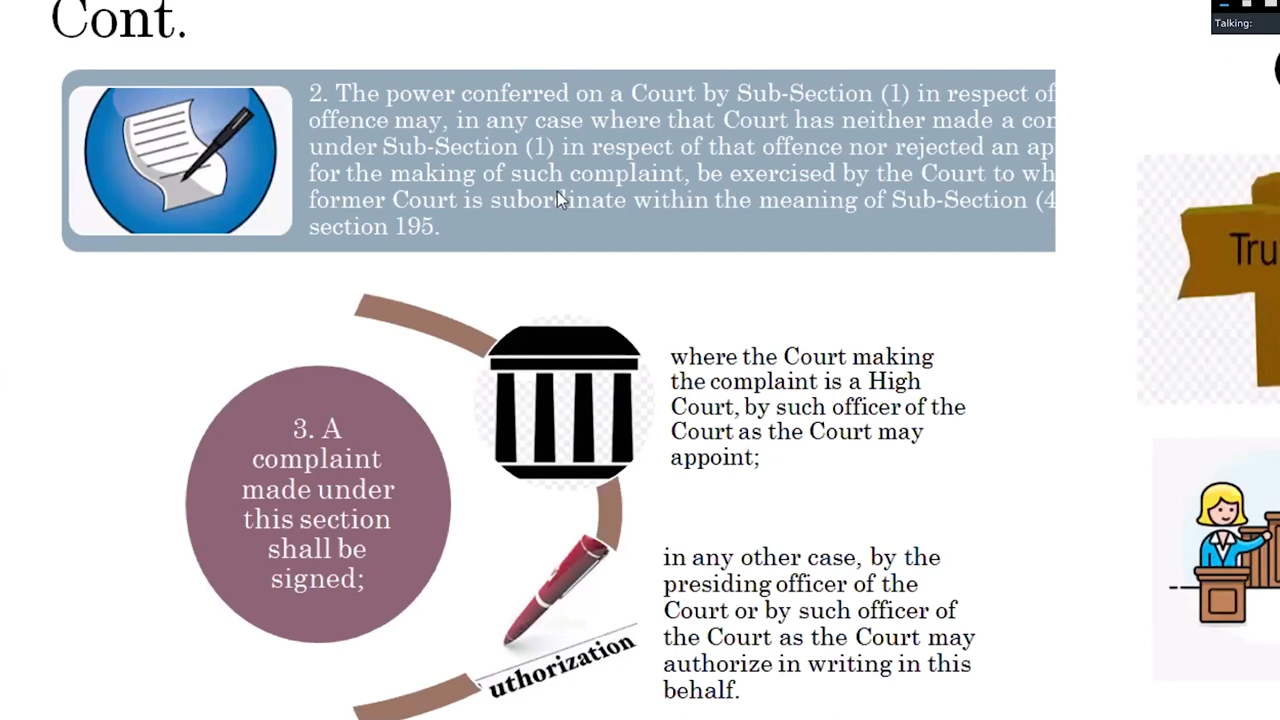 Cont.
Talking:
2. The power conferred on a Court by Sub-Section (1) in respect of
offence may, in any case where that Court has neither made a
under Sub-Section (1) in respect of that offence nor rejected an
for the making of such complaint, be exercised by the Court to
former Court is subordinate within the meaning of Sub-Section (4
section 195.
3. A
complaint
made under
this section
shall be
signed;
where the Court making
the complaint is a High
Court, by such officer of the
Court as the Court may
appoint;
in any other case, by the
presiding officer of the
Court or by such officer of
the Court as the Court may
authorize in writing in this
behalf.
uthorization
Tru